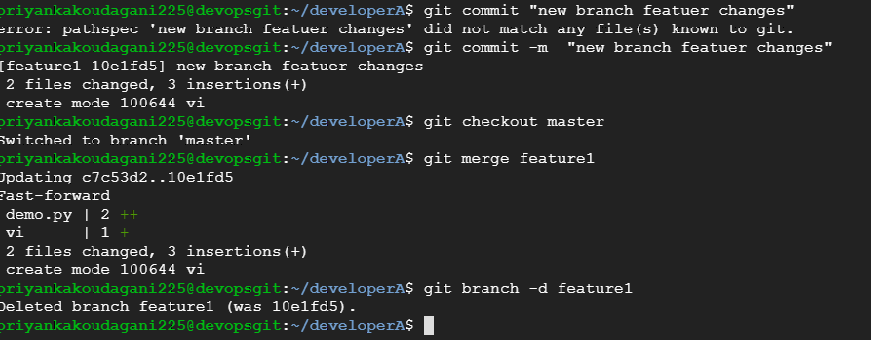 priyankakoudagani225@devopsgit:~/developerA$ git commit "new branch featuer changes"
error: pathspec 'new branch featuer changes' did not match any file(s) known to git.
priyankakoudagani225@devopsgit:~/developerA$ git commit -m  "new branch featuer changes"
[feature1 10e1fd5] new branch featuer changes
 2 files changed, 3 insertions(+)
 create mode 100644 vi
priyankakoudagani225@devopsgit:~/developerA$ git checkout master
Switched to branch 'master'
priyankakoudagani225@devopsgit:~/developerA$ git merge feature1
Updating c7c53d2..10e1fd5
Fast-forward
 demo.py | 2 ++
 vi      | 1 +
 2 files changed, 3 insertions(+)
 create mode 100644 vi
priyankakoudagani225@devopsgit:~/developerA$ git branch -d feature1
Deleted branch feature1 (was 10e1fd5).
priyankakoudagani225@devopsgit:~/developerA$